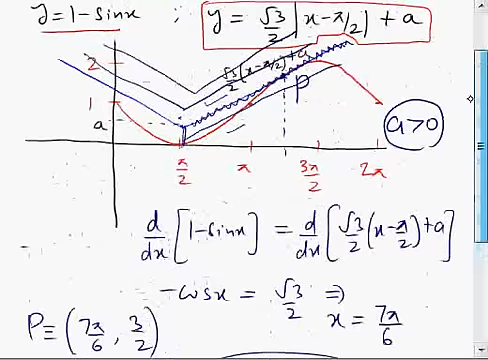 y = 1 - sinx ; y = √3/2 |x - π/2| + a
2
√3/2 (x - π/2) + a
1
a
P
a > 0
π/2 π 3π/2 2π
d/dx [1 - sinx] = d/dx [√3/2 (x - π/2) + a]
- cosx = √3/2 ⇒ x = 7π/6
P ≡ (7π/6, 3/2)